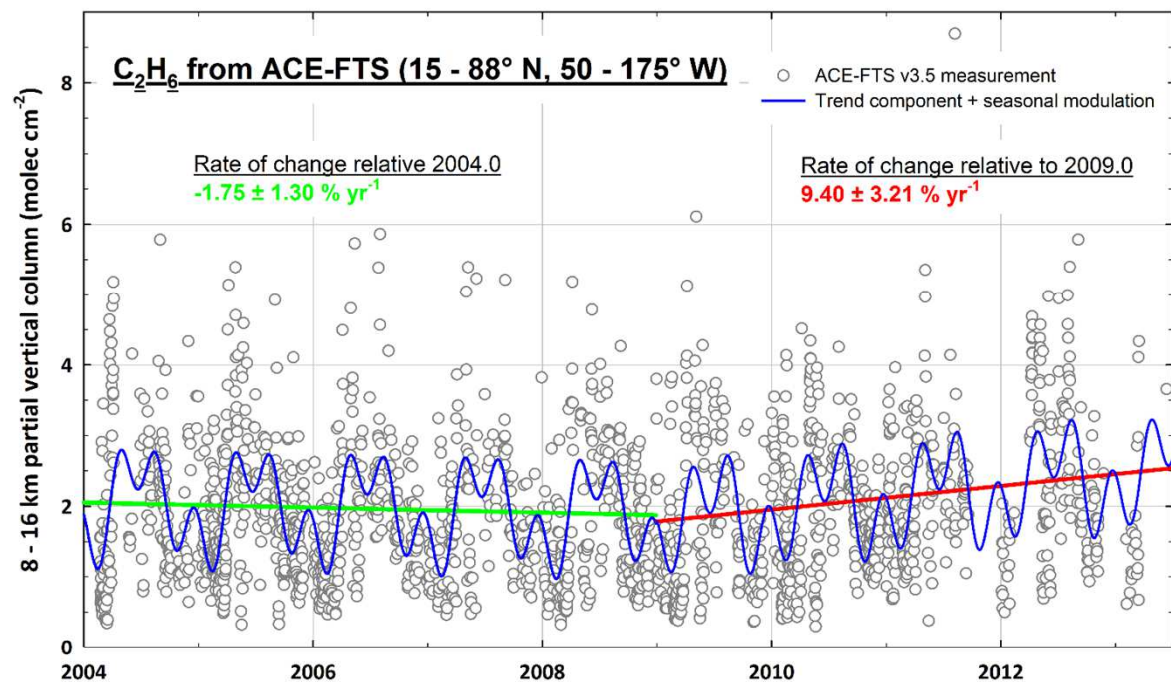 C₂H₆ from ACE-FTS (15 - 88° N, 50 - 175° W)
ACE-FTS v3.5 measurement
Trend component + seasonal modulation
Rate of change relative 2004.0
-1.75 ± 1.30 % yr⁻¹
Rate of change relative to 2009.0
9.40 ± 3.21 % yr⁻¹
8 - 16 km partial vertical column (molec cm⁻²)
8
6
4
2
0
2004
2006
2008
2010
2012